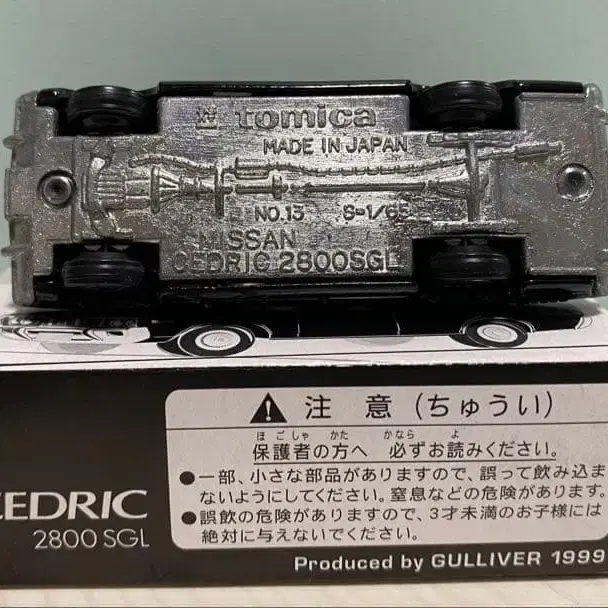 tomica
MADE IN JAPAN
NO.13 S-1/65
NISSAN
CEDRIC 2800SGL
⚠ 注意(ちゅうい)
ほごしゃ かた かなら よ
保護者の方へ 必ずお読みください。
●一部、小さな部品がありますので、誤って飲み込ま
ないようにしてください。窒息などの危険があります。
●誤飲の危険がありますので、3才未満のお子様には
絶対に与えないでください。
CEDRIC
2800 SGL
Produced by GULLIVER 1999